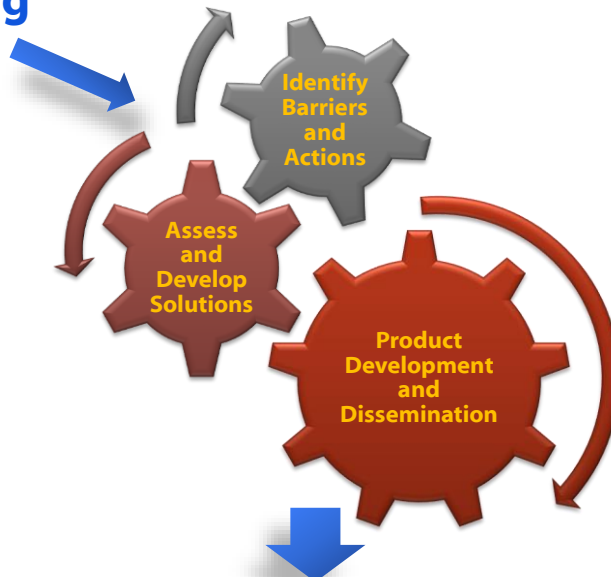 g
Identify
Barriers
and
Actions
Assess
and
Develop
Solutions
Product
Development
and
Dissemination